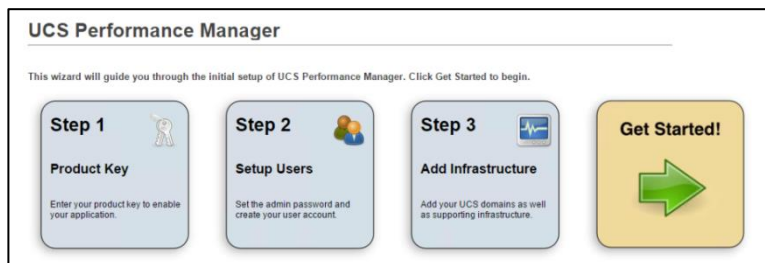 UCS Performance Manager
This wizard will guide you through the initial setup of UCS Performance Manager. Click Get Started to begin.
Step 1
Product Key
Enter your product key to enable
your application.
Step 2
Setup Users
Set the admin password and
create your user account.
Step 3
Add Infrastructure
Add your UCS domains as well
as supporting infrastructure.
Get Started!